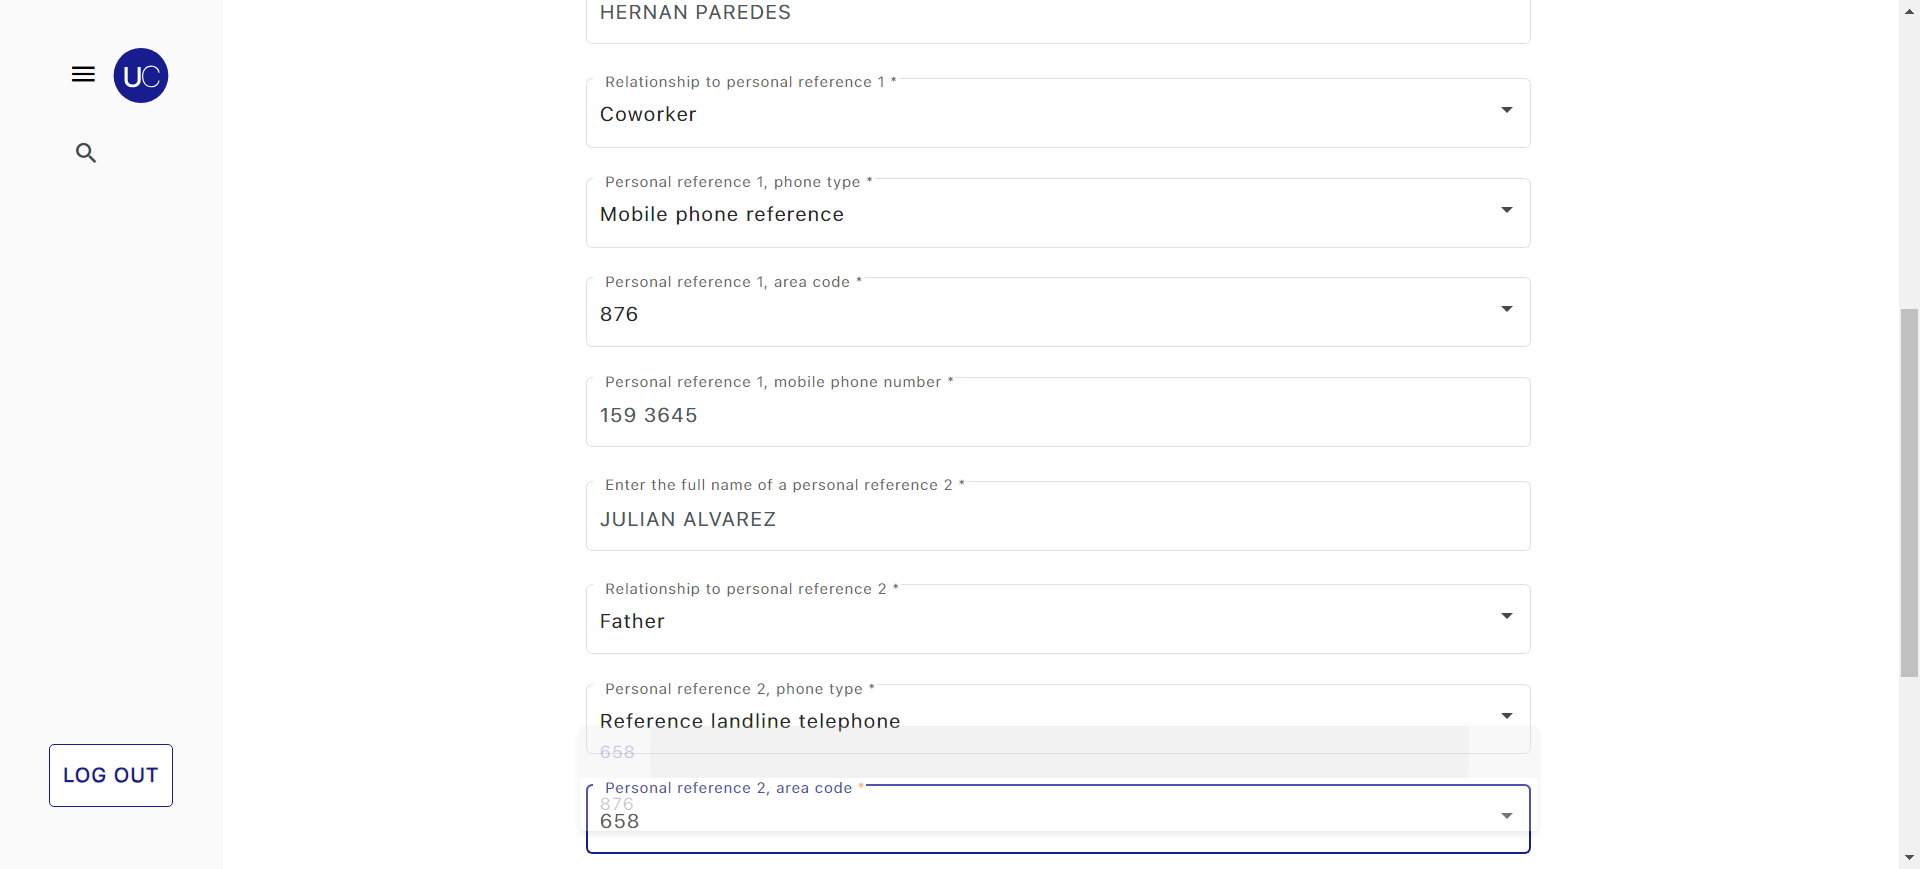 HERNAN PAREDES
UC
Relationship to personal reference 1 *
Coworker
Personal reference 1, phone type *
Mobile phone reference
Personal reference 1, area code *
876
Personal reference 1, mobile phone number *
159 3645
Enter the full name of a personal reference 2 *
JULIAN ALVAREZ
Relationship to personal reference 2 *
Father
Personal reference 2, phone type *
Reference landline telephone
658
LOG OUT
Personal reference 2, area code *
876
658